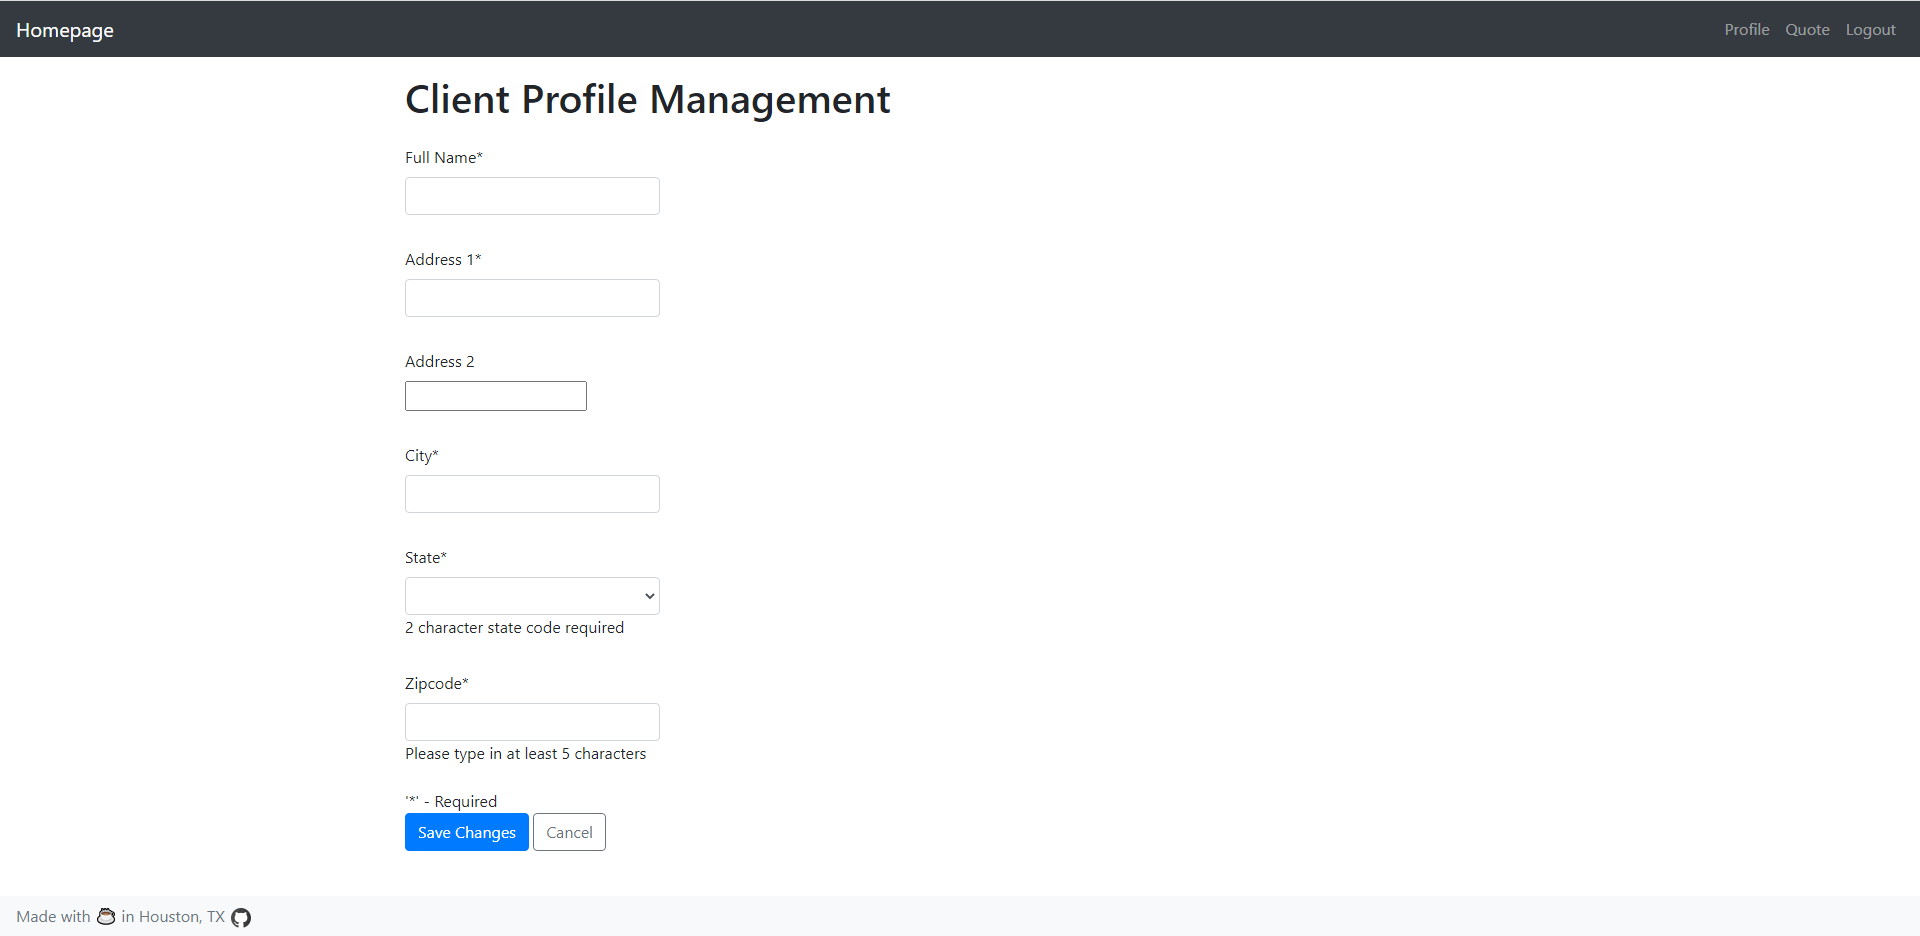 Homepage Profile Quote Logout
Client Profile Management
Full Name*
Address 1*
Address 2
City*
State*
2 character state code required
Zipcode*
Please type in at least 5 characters
'*' - Required
Save Changes Cancel
Made with ☕ in Houston, TX